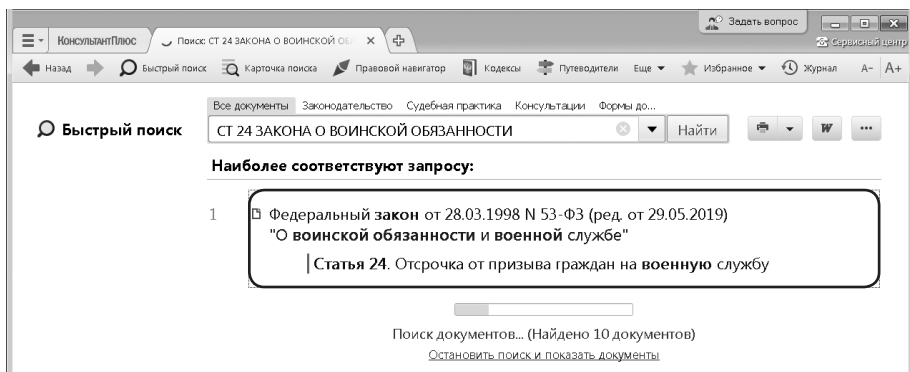 Задать вопрос
КонсультантПлюс
Поиск: СТ 24 ЗАКОНА О ВОИНСКОЙ ОБЯ
Сервисный центр
Назад Быстрый поиск Карточка поиска Правовой навигатор Кодексы Путеводители Еще Избранное Журнал А- А+
Все документы Законодательство Судебная практика Консультации Формы до...
Быстрый поиск
СТ 24 ЗАКОНА О ВОИНСКОЙ ОБЯЗАННОСТИ
Найти
W
Наиболее соответствуют запросу:
1
Федеральный закон от 28.03.1998 N 53-ФЗ (ред. от 29.05.2019)
"О воинской обязанности и военной службе"
Статья 24. Отсрочка от призыва граждан на военную службу
Поиск документов... (Найдено 10 документов)
Остановить поиск и показать документы